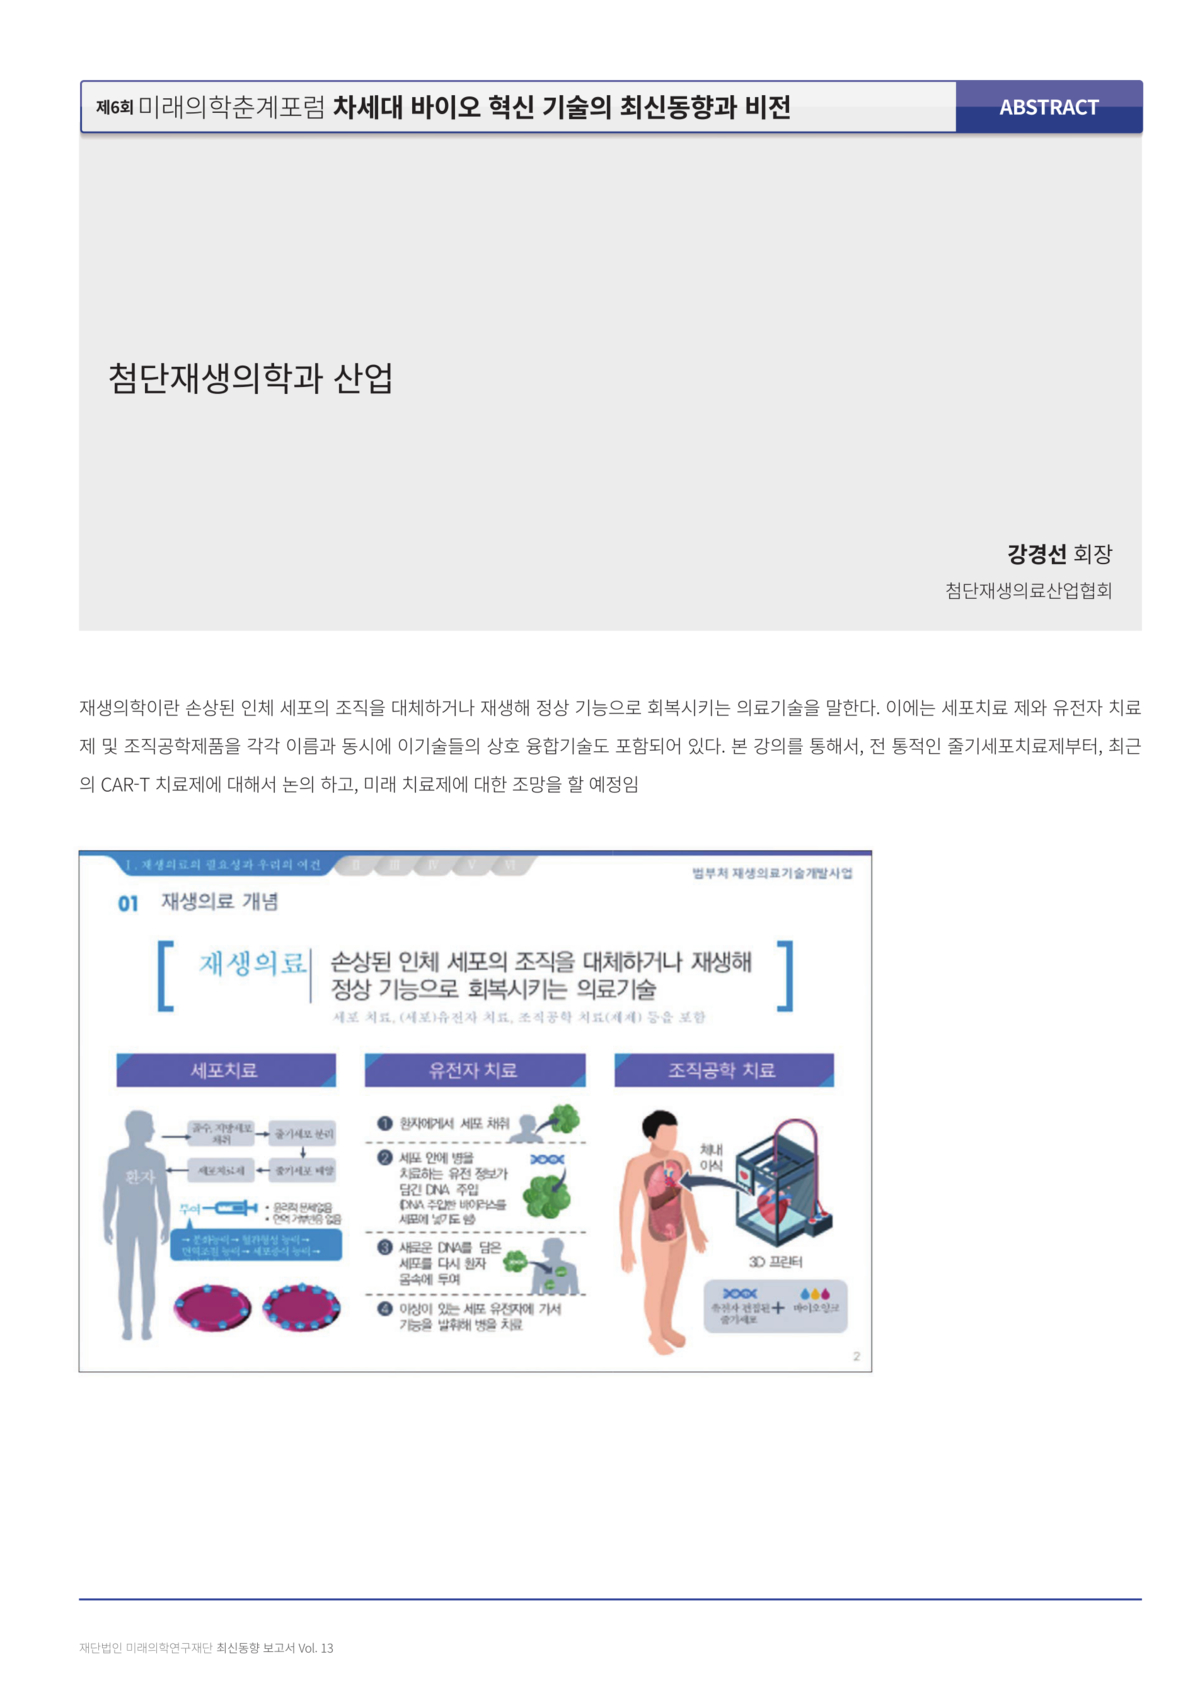 제6회 미래의학춘계포럼 차세대 바이오 혁신 기술의 최신동향과 비전
ABSTRACT
첨단재생의학과 산업
강경선 회장
첨단재생의료산업협회
재생의학이란 손상된 인체 세포의 조직을 대체하거나 재생해 정상 기능으로 회복시키는 의료기술을 말한다. 이에는 세포치료 제와 유전자 치료
제 및 조직공학제품을 각각 이름과 동시에 이기술들의 상호 융합기술도 포함되어 있다. 본 강의를 통해서, 전 통적인 줄기세포치료제부터, 최근
의 CAR-T 치료제에 대해서 논의 하고, 미래 치료제에 대한 조망을 할 예정임
I. 재생의료의 필요성과 우리의 여건 II III IV V VI
범부처 재생의료기술개발사업
01 재생의료 개념
재생의료
손상된 인체 세포의 조직을 대체하거나 재생해
정상 기능으로 회복시키는 의료기술
세포 치료, (세포)유전자 치료, 조직공학 치료(제제) 등을 포함
세포치료
환자
골수, 지방세포
채취
줄기세포 분리
세포치료제
줄기세포 배양
투여
• 윤리적 문제없음
• 면역 거부반응 없음
→ 분화능력 → 혈관형성 능력 →
면역조절 능력 → 세포증식 능력 →
유전자 치료
1 환자에게서 세포 채취
2 세포 안에 병을
치료하는 유전 정보가
담긴 DNA 주입
(DNA 주입한 바이러스를
세포에 넣기도 함)
3 새로운 DNA를 담은
세포를 다시 환자
몸속에 투여
4 이상이 있는 세포 유전자에 가서
기능을 발휘해 병을 치료
조직공학 치료
체내
이식
3D 프린터
유전자 편집된
줄기세포
+
바이오잉크
2
재단법인 미래의학연구재단 최신동향 보고서 Vol. 13